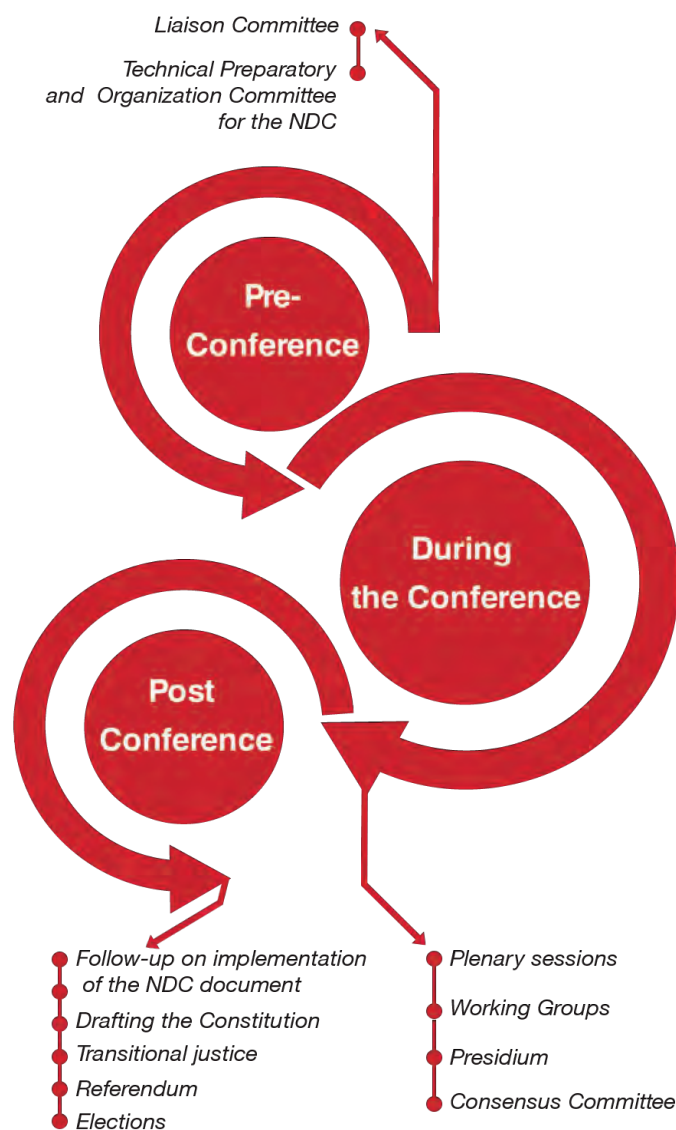 Liaison Committee
Technical Preparatory
and Organization Committee
for the NDC
Pre-
Conference
During
the Conference
Post
Conference
Follow-up on implementation
of the NDC document
Drafting the Constitution
Transitional justice
Referendum
Elections
Plenary sessions
Working Groups
Presidium
Consensus Committee